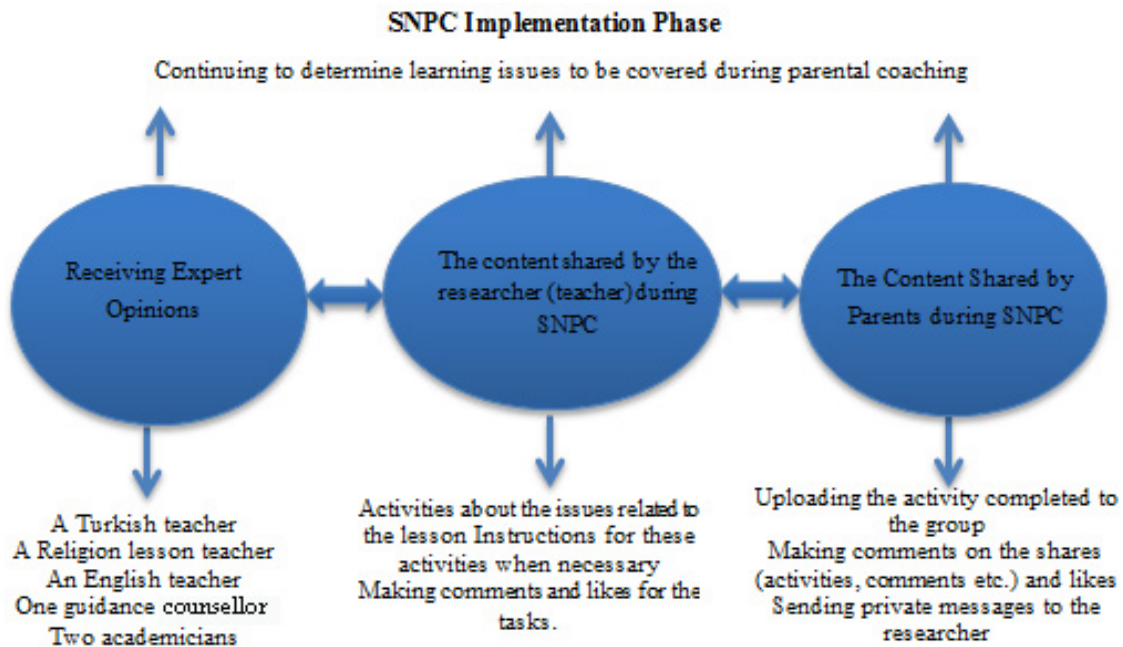 SNPC Implementation Phase
Continuing to determine learning issues to be covered during parental coaching
Receiving Expert
Opinions
The content shared by the
researcher (teacher) during
SNPC
The Content Shared by
Parents during SNPC
A Turkish teacher
A Religion lesson teacher
An English teacher
One guidance counsellor
Two academicians
Activities about the issues related to
the lesson Instructions for these
activities when necessary
Making comments and likes for the
tasks.
Uploading the activity completed to
the group
Making comments on the shares
(activities, comments etc.) and likes
Sending private messages to the
researcher